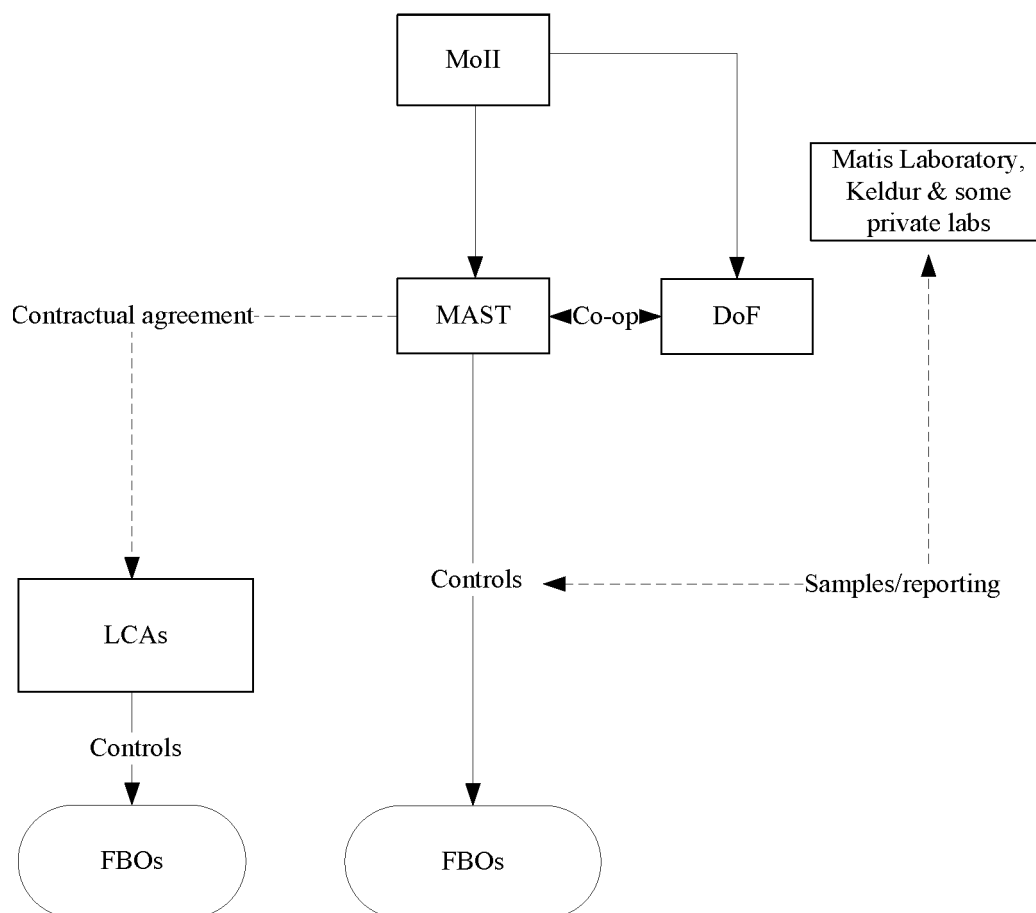 MoII
Matis Laboratory,
Keldur & some
private labs
Contractual agreement
MAST
Co-op
DoF
Controls
Samples/reporting
LCAs
Controls
FBOs
FBOs